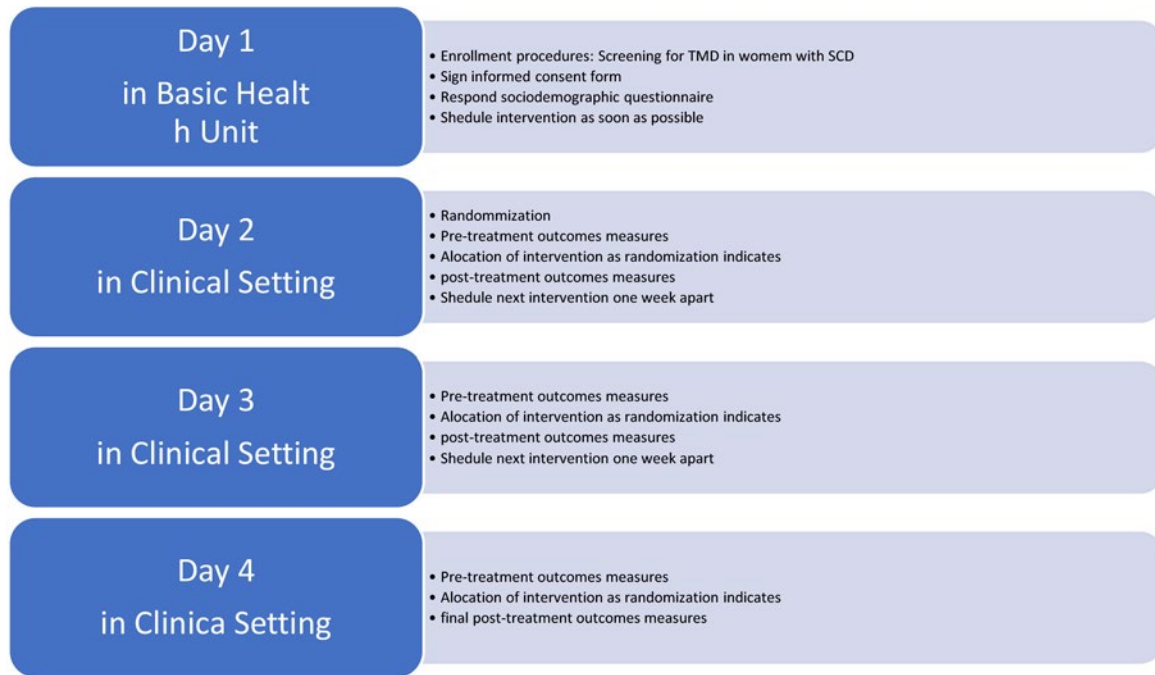 Day 1
in Basic Healt
h Unit
• Enrollment procedures: Screening for TMD in womem with SCD
• Sign informed consent form
• Respond sociodemographic questionnaire
• Shedule intervention as soon as possible
Day 2
in Clinical Setting
• Randommization
• Pre-treatment outcomes measures
• Alocation of intervention as randomization indicates
• post-treatment outcomes measures
• Shedule next intervention one week apart
Day 3
in Clinical Setting
• Pre-treatment outcomes measures
• Alocation of intervention as randomization indicates
• post-treatment outcomes measures
• Shedule next intervention one week apart
Day 4
in Clinica Setting
• Pre-treatment outcomes measures
• Alocation of intervention as randomization indicates
• final post-treatment outcomes measures